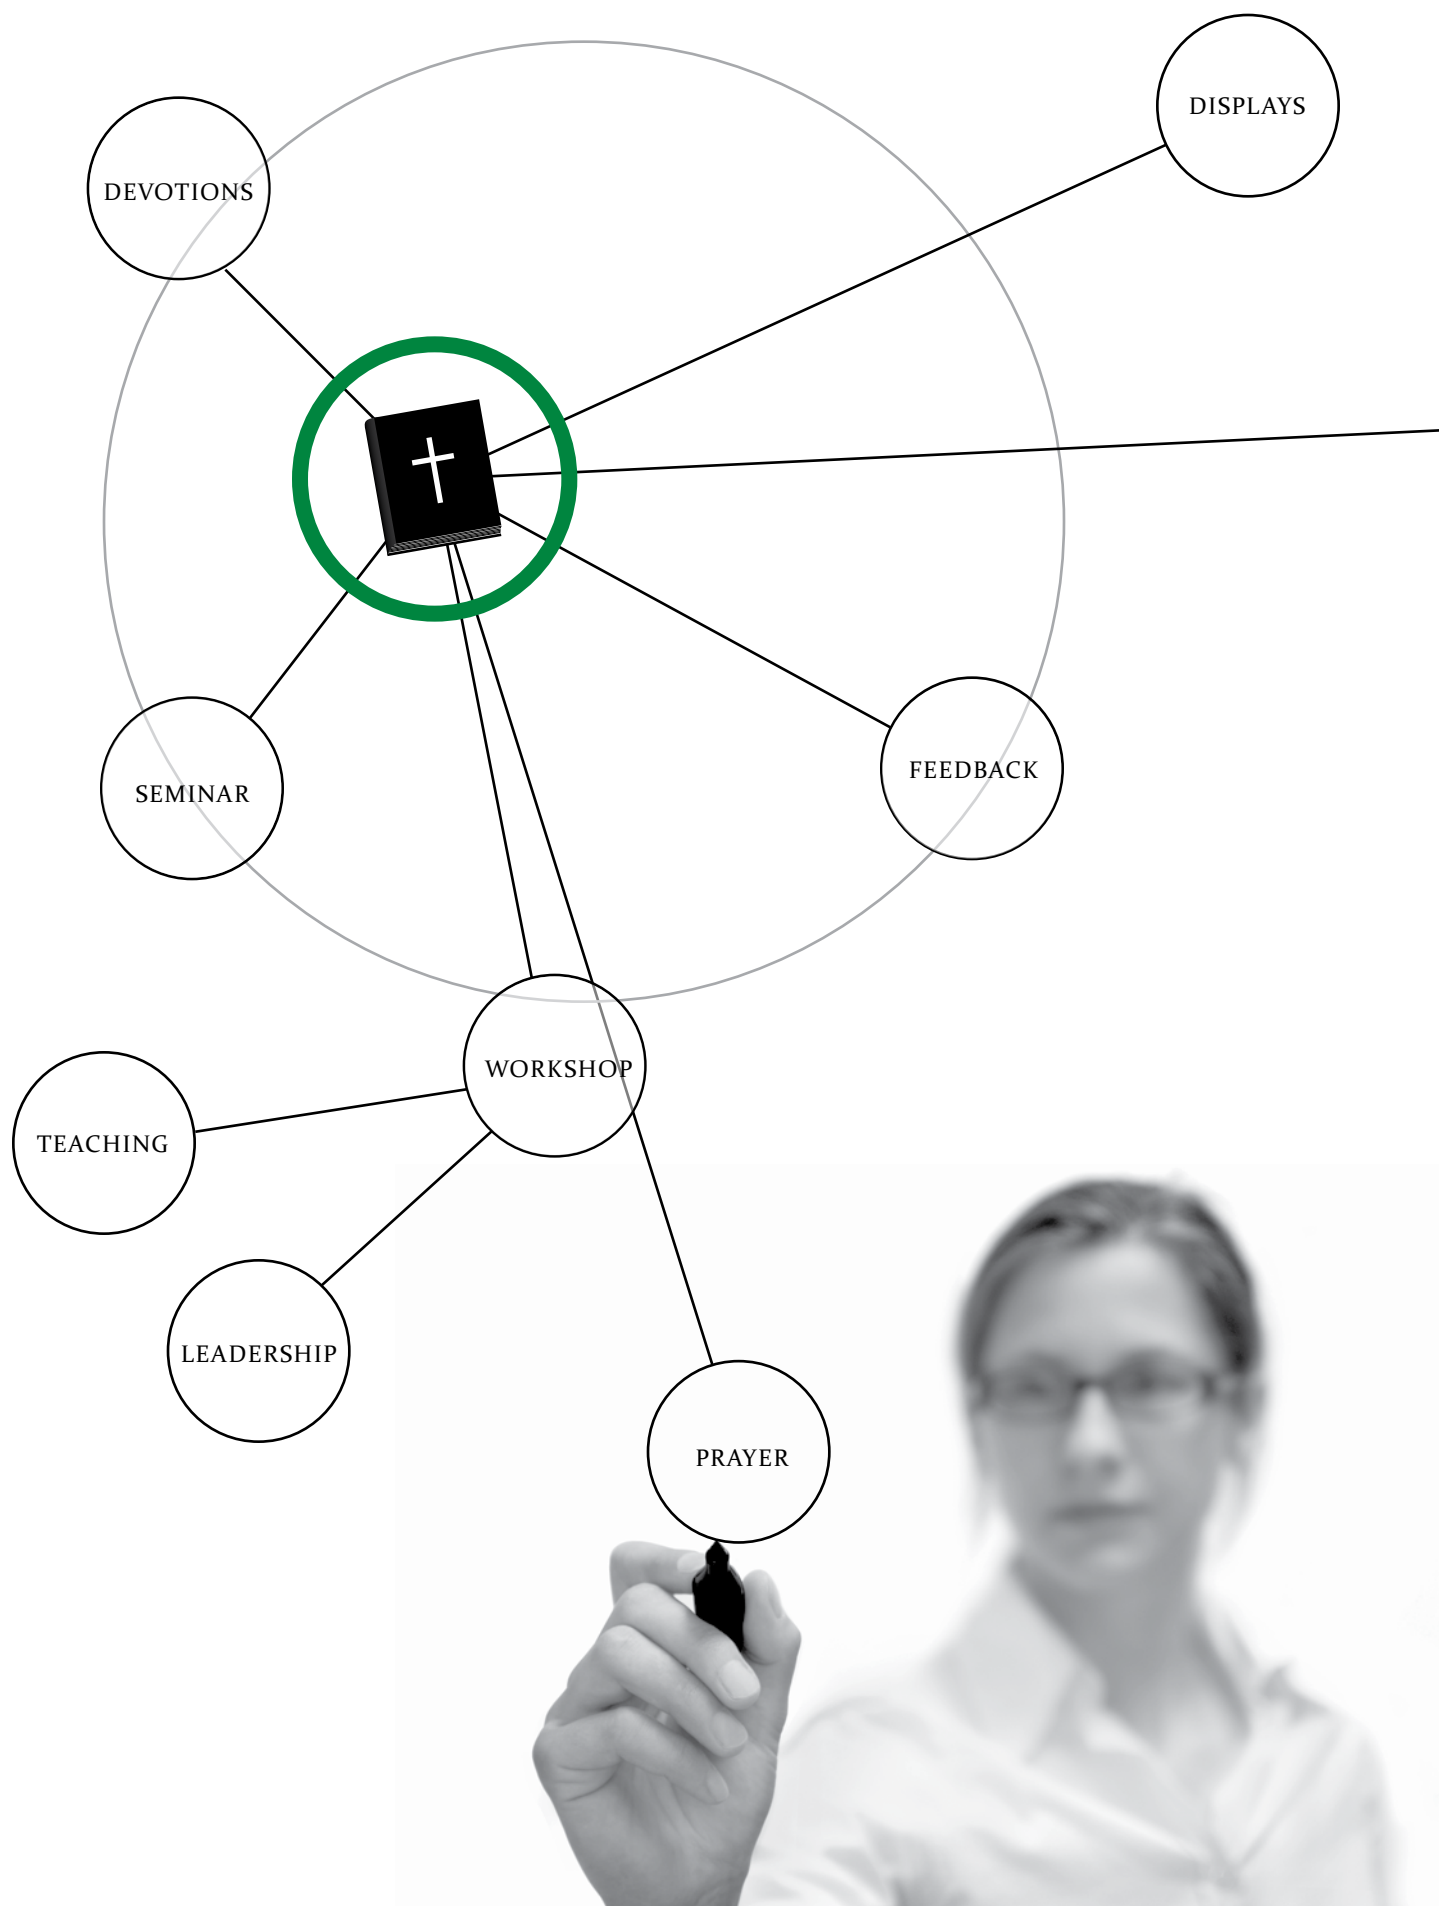 DISPLAYS
DEVOTIONS
FEEDBACK
SEMINAR
WORKSHOP
TEACHING
LEADERSHIP
PRAYER